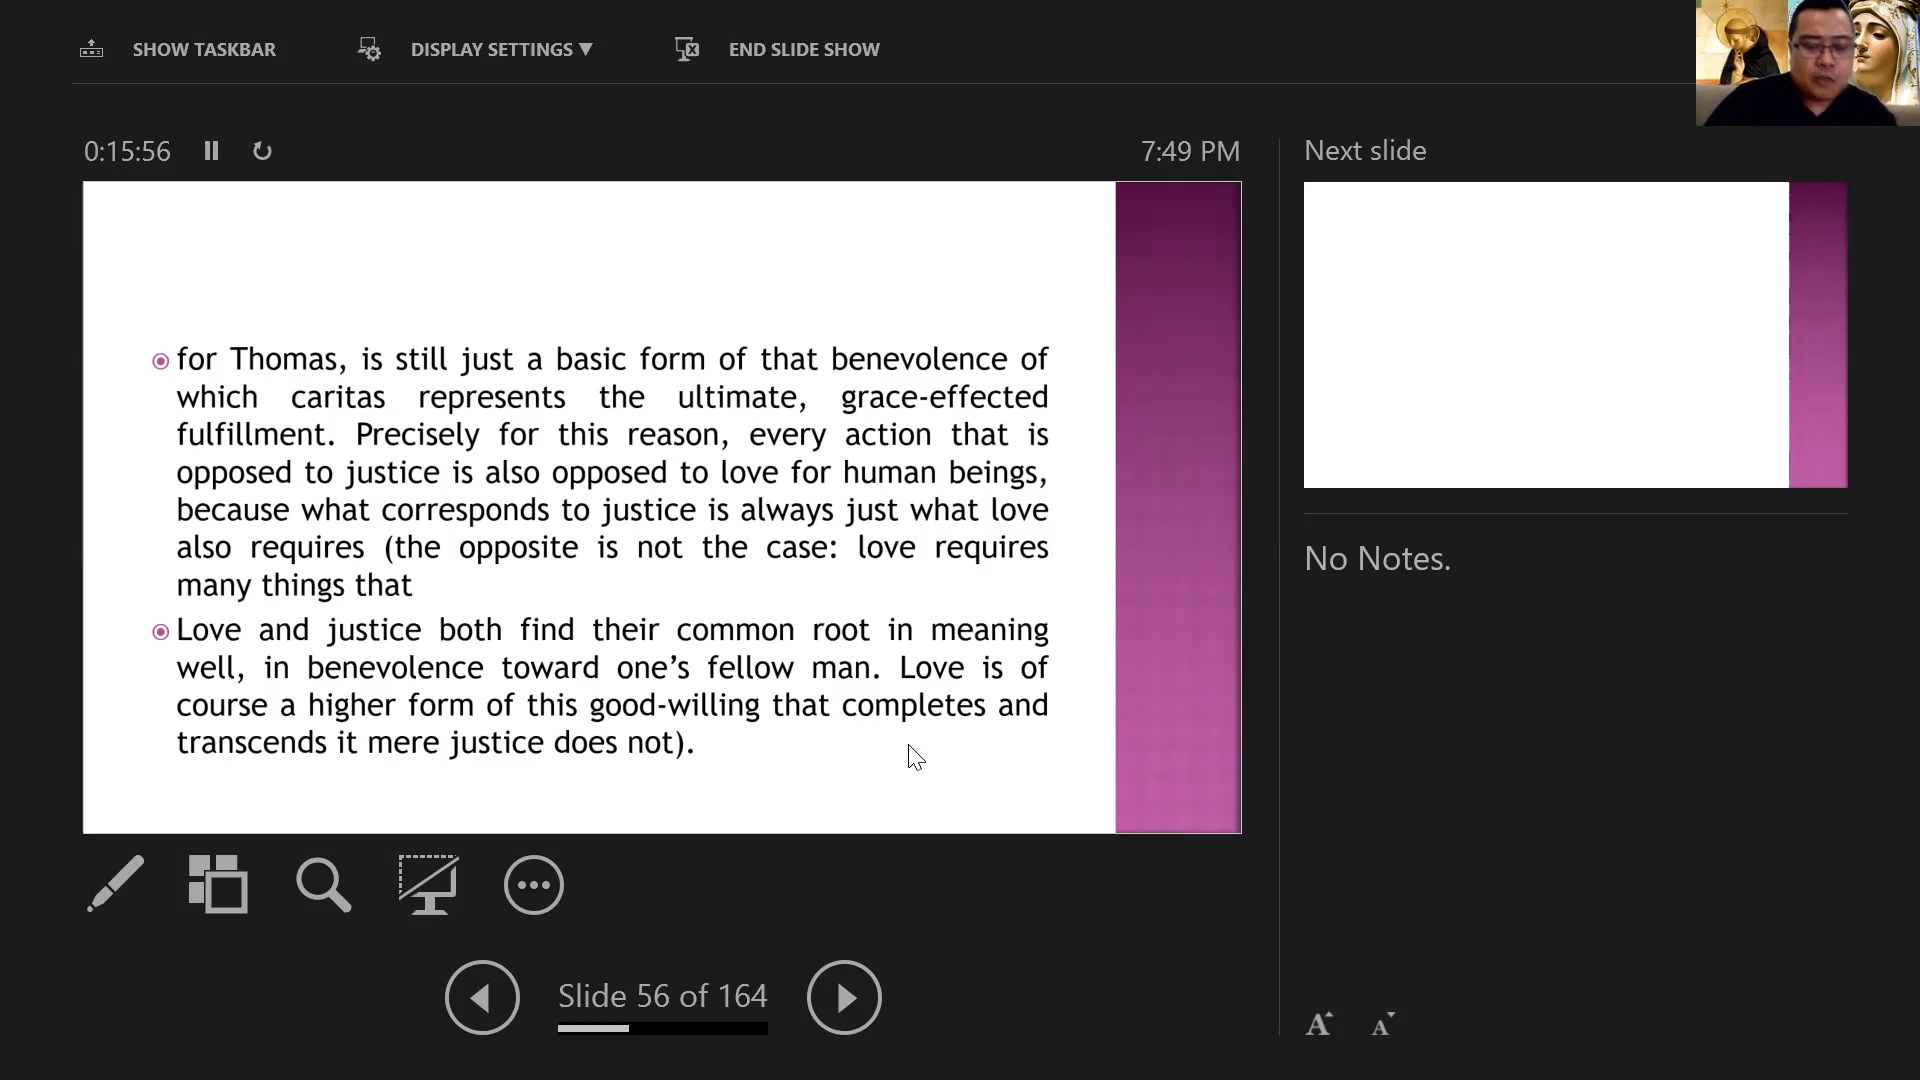 SHOW TASKBAR
DISPLAY SETTINGS ▼
END SLIDE SHOW
0:15:56
7:49 PM
Next slide
for Thomas, is still just a basic form of that benevolence of
which caritas represents the ultimate, grace-effected
fulfillment. Precisely for this reason, every action that is
opposed to justice is also opposed to love for human beings,
because what corresponds to justice is always just what love
also requires (the opposite is not the case: love requires
many things that
Love and justice both find their common root in meaning
well, in benevolence toward one’s fellow man. Love is of
course a higher form of this good-willing that completes and
transcends it mere justice does not).
No Notes.
Slide 56 of 164
A A